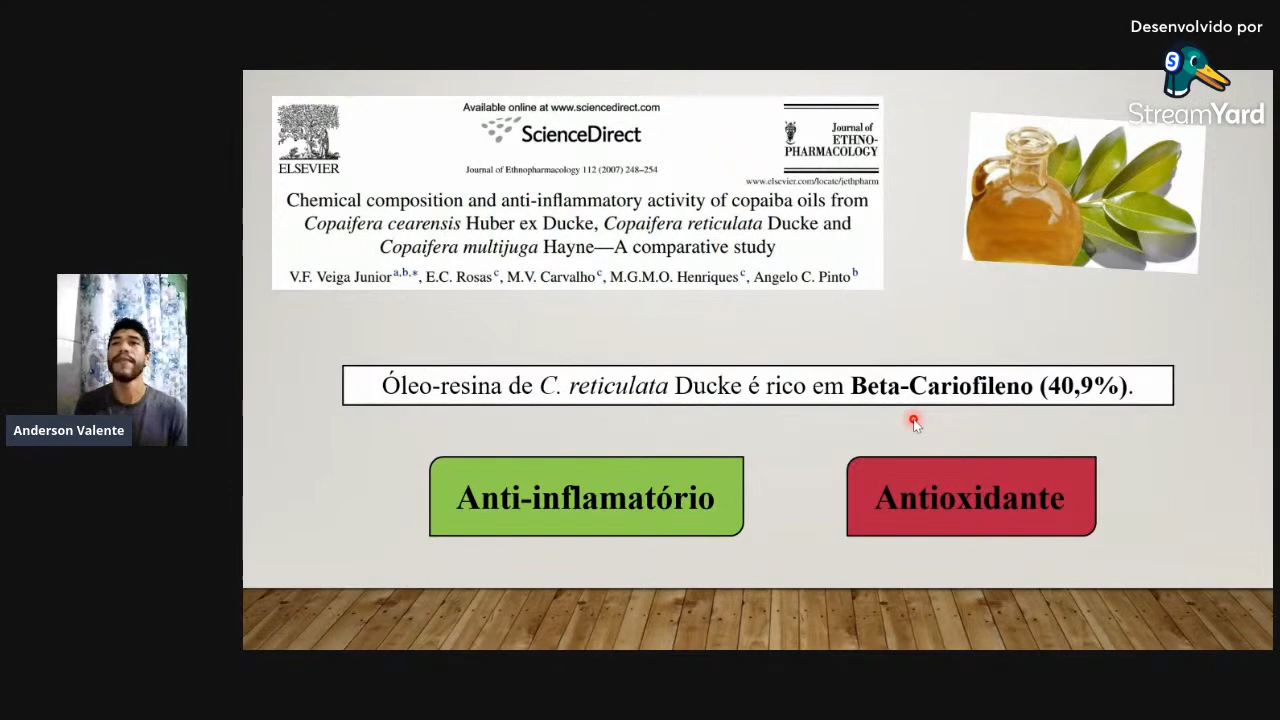 Desenvolvido por
S
StreamYard
Available online at www.sciencedirect.com
ScienceDirect
ELSEVIER
Journal of Ethnopharmacology 112 (2007) 248–254
Journal of
ETHNO-
PHARMACOLOGY
www.elsevier.com/locate/jethpharm
Chemical composition and anti-inflammatory activity of copaiba oils from
Copaifera cearensis Huber ex Ducke, Copaifera reticulata Ducke and
Copaifera multijuga Hayne—A comparative study
V.F. Veiga Junior a,b,*, E.C. Rosas c, M.V. Carvalho c, M.G.M.O. Henriques c, Angelo C. Pinto b
Óleo-resina de C. reticulata Ducke é rico em Beta-Cariofileno (40,9%).
Anti-inflamatório
Antioxidante
Anderson Valente